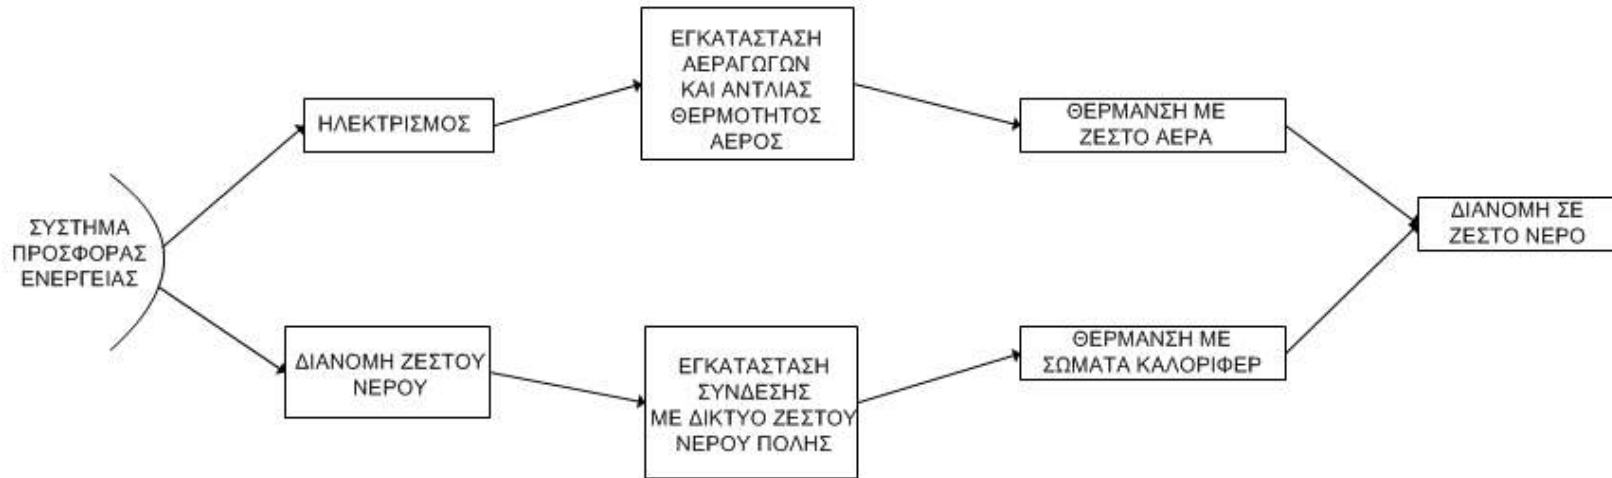 ΣΥΣΤΗΜΑ
ΠΡΟΣΦΟΡΑΣ
ΕΝΕΡΓΕΙΑΣ
ΗΛΕΚΤΡΙΣΜΟΣ
ΕΓΚΑΤΑΣΤΑΣΗ
ΑΕΡΑΓΩΓΩΝ
ΚΑΙ ΑΝΤΛΙΑΣ
ΘΕΡΜΟΤΗΤΟΣ
ΑΕΡΟΣ
ΘΕΡΜΑΝΣΗ ΜΕ
ΖΕΣΤΟ ΑΕΡΑ
ΔΙΑΝΟΜΗ ΖΕΣΤΟΥ
ΝΕΡΟΥ
ΕΓΚΑΤΑΣΤΑΣΗ
ΣΥΝΔΕΣΗΣ
ΜΕ ΔΙΚΤΥΟ ΖΕΣΤΟΥ
ΝΕΡΟΥ ΠΟΛΗΣ
ΘΕΡΜΑΝΣΗ ΜΕ
ΣΩΜΑΤΑ ΚΑΛΟΡΙΦΕΡ
ΔΙΑΝΟΜΗ ΣΕ
ΖΕΣΤΟ ΝΕΡΟ